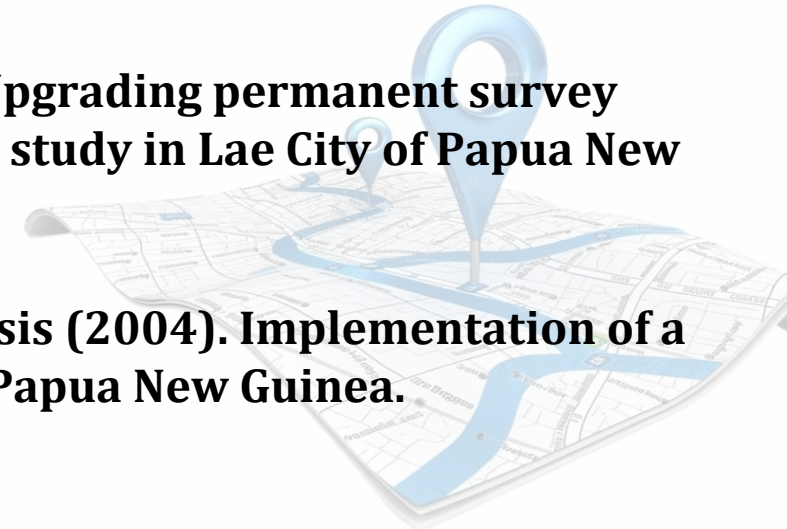 pgrading permanent survey
study in Lae City of Papua New
sis (2004). Implementation of a
Papua New Guinea.